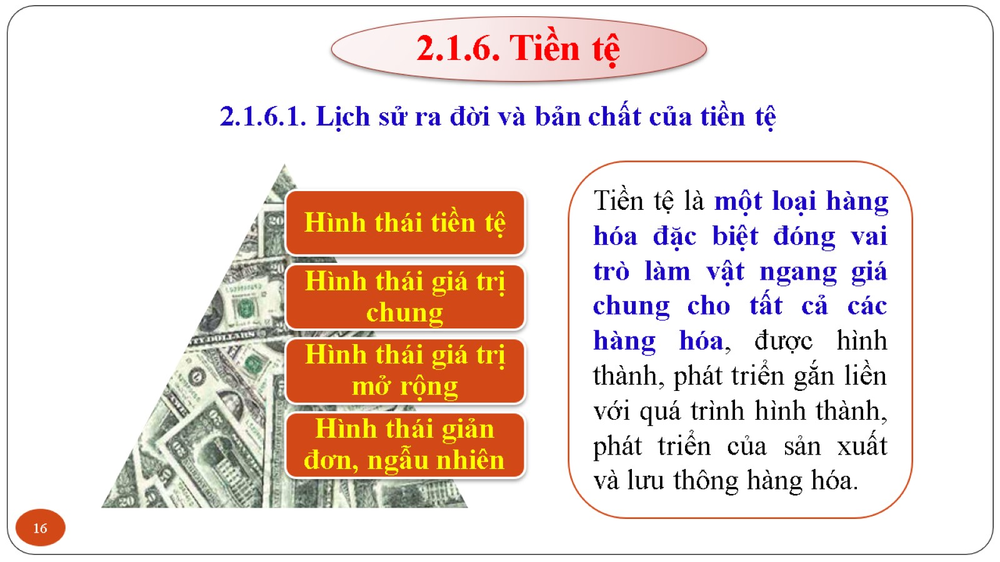 2.1.6. Tiền tệ
2.1.6.1. Lịch sử ra đời và bản chất của tiền tệ
Hình thái tiền tệ
Hình thái giá trị
chung
Hình thái giá trị
mở rộng
Hình thái giản
đơn, ngẫu nhiên
Tiền tệ là một loại hàng
hóa đặc biệt đóng vai
trò làm vật ngang giá
chung cho tất cả các
hàng hóa, được hình
thành, phát triển gắn liền
với quá trình hình thành,
phát triển của sản xuất
và lưu thông hàng hóa.
16